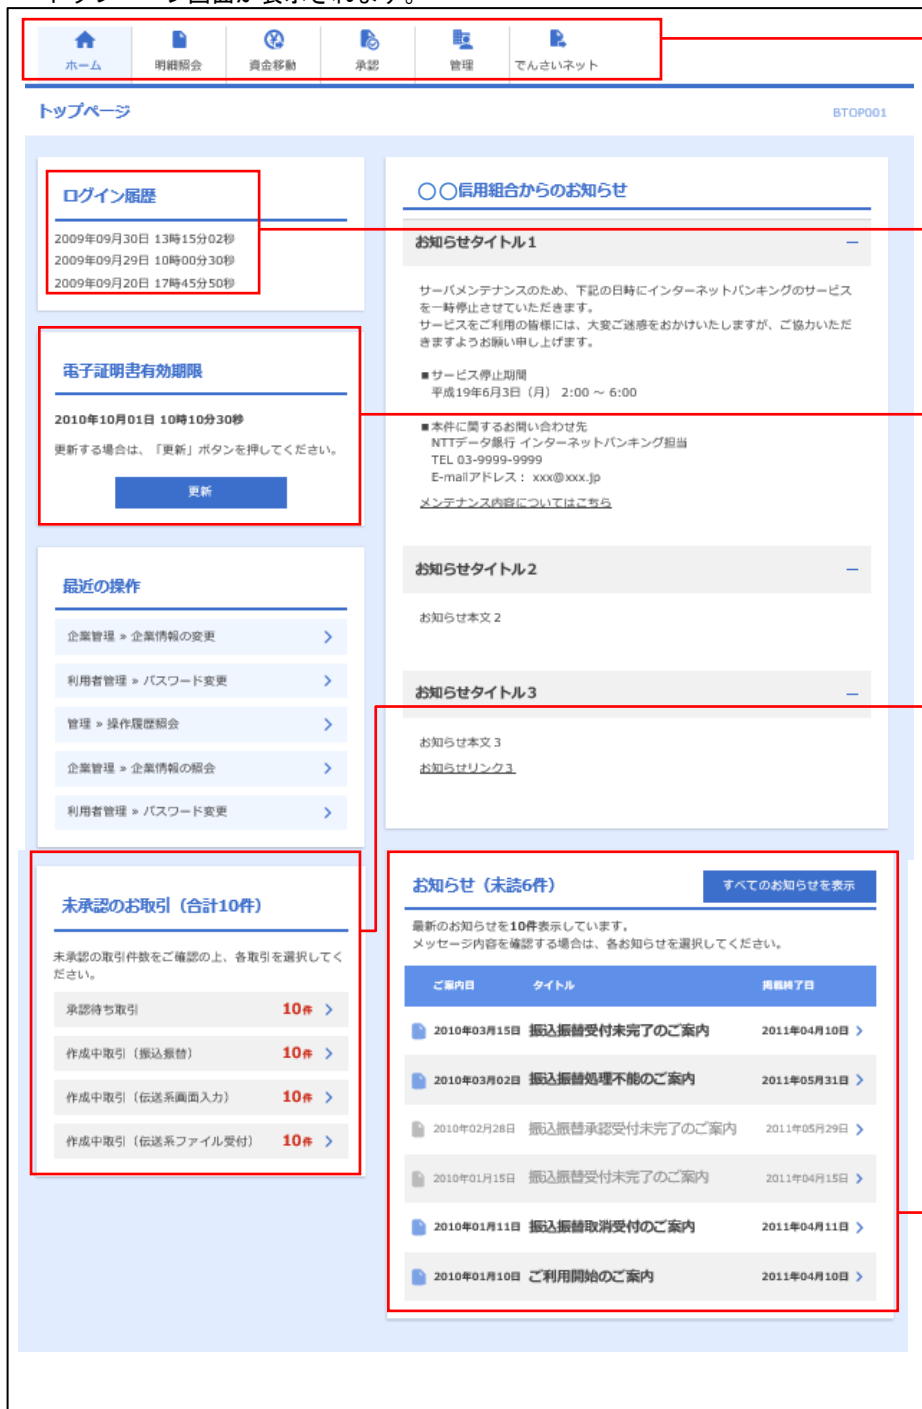 トップページ画面が表示されます。
ホーム 明細照会 資金移動 承認 管理 でんさいネット
トップページ
BTOP001
ログイン履歴
2009年09月30日 13時15分02秒
2009年09月29日 10時00分30秒
2009年09月20日 17時45分50秒
電子証明書有効期限
2010年10月01日 10時10分30秒
更新する場合は、「更新」ボタンを押してください。
更新
最近の操作
企業管理 » 企業情報の変更
利用者管理 » パスワード変更
管理 » 操作履歴照会
企業管理 » 企業情報の照会
利用者管理 » パスワード変更
未承認のお取引（合計10件）
未承認の取引件数をご確認の上、各取引を選択してく
ださい。
承認待ち取引 10件
作成中取引（振込振替） 10件
作成中取引（伝送系画面入力） 10件
作成中取引（伝送系ファイル受付） 10件
〇〇信用組合からのお知らせ
お知らせタイトル1
サーバメンテナンスのため、下記の日時にインターネットバンキングのサービス
を一時停止させていただきます。
サービスをご利用の皆様には、大変ご迷惑をおかけいたしますが、ご協力いただ
きますようお願い申し上げます。
■サービス停止期間
平成19年6月3日（月） 2:00 ～ 6:00
■本件に関するお問い合わせ先
NTTデータ銀行 インターネットバンキング担当
TEL 03-9999-9999
E-mailアドレス： xxx@xxx.jp
メンテナンス内容についてはこちら
お知らせタイトル2
お知らせ本文2
お知らせタイトル3
お知らせ本文3
お知らせリンク3
お知らせ（未読6件）
すべてのお知らせを表示
最新のお知らせを10件表示しています。
メッセージ内容を確認する場合は、各お知らせを選択してください。
ご案内日 タイトル 掲載終了日
2010年03月15日 振込振替受付未完了のご案内 2011年04月10日
2010年03月02日 振込振替処理不能のご案内 2011年05月31日
2010年02月28日 振込振替承認受付未完了のご案内 2011年05月29日
2010年01月15日 振込振替受付未完了のご案内 2011年04月15日
2010年01月11日 振込振替取消受付のご案内 2011年04月11日
2010年01月10日 ご利用開始のご案内 2011年04月10日